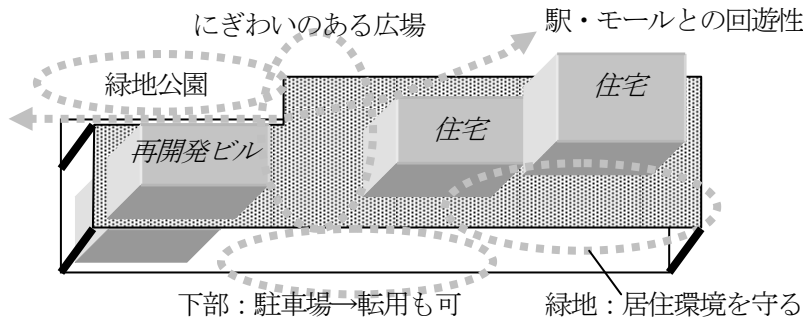 にぎわいのある広場
駅・モールとの回遊性
緑地公園
住宅
住宅
再開発ビル
下部：駐車場→転用も可
緑地：居住環境を守る